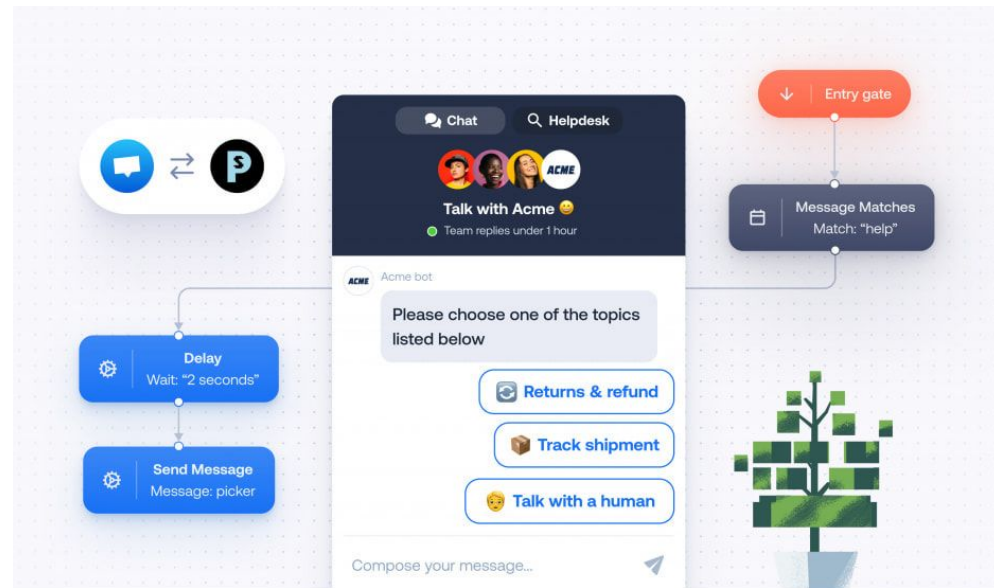 Chat
Helpdesk
ACME
Talk with Acme
Team replies under 1 hour
Entry gate
Message Matches
Match: “help”
ACME
Acme bot
Please choose one of the topics
listed below
Returns & refund
Track shipment
Talk with a human
Compose your message...
Delay
Wait: “2 seconds”
Send Message
Message: picker
PS